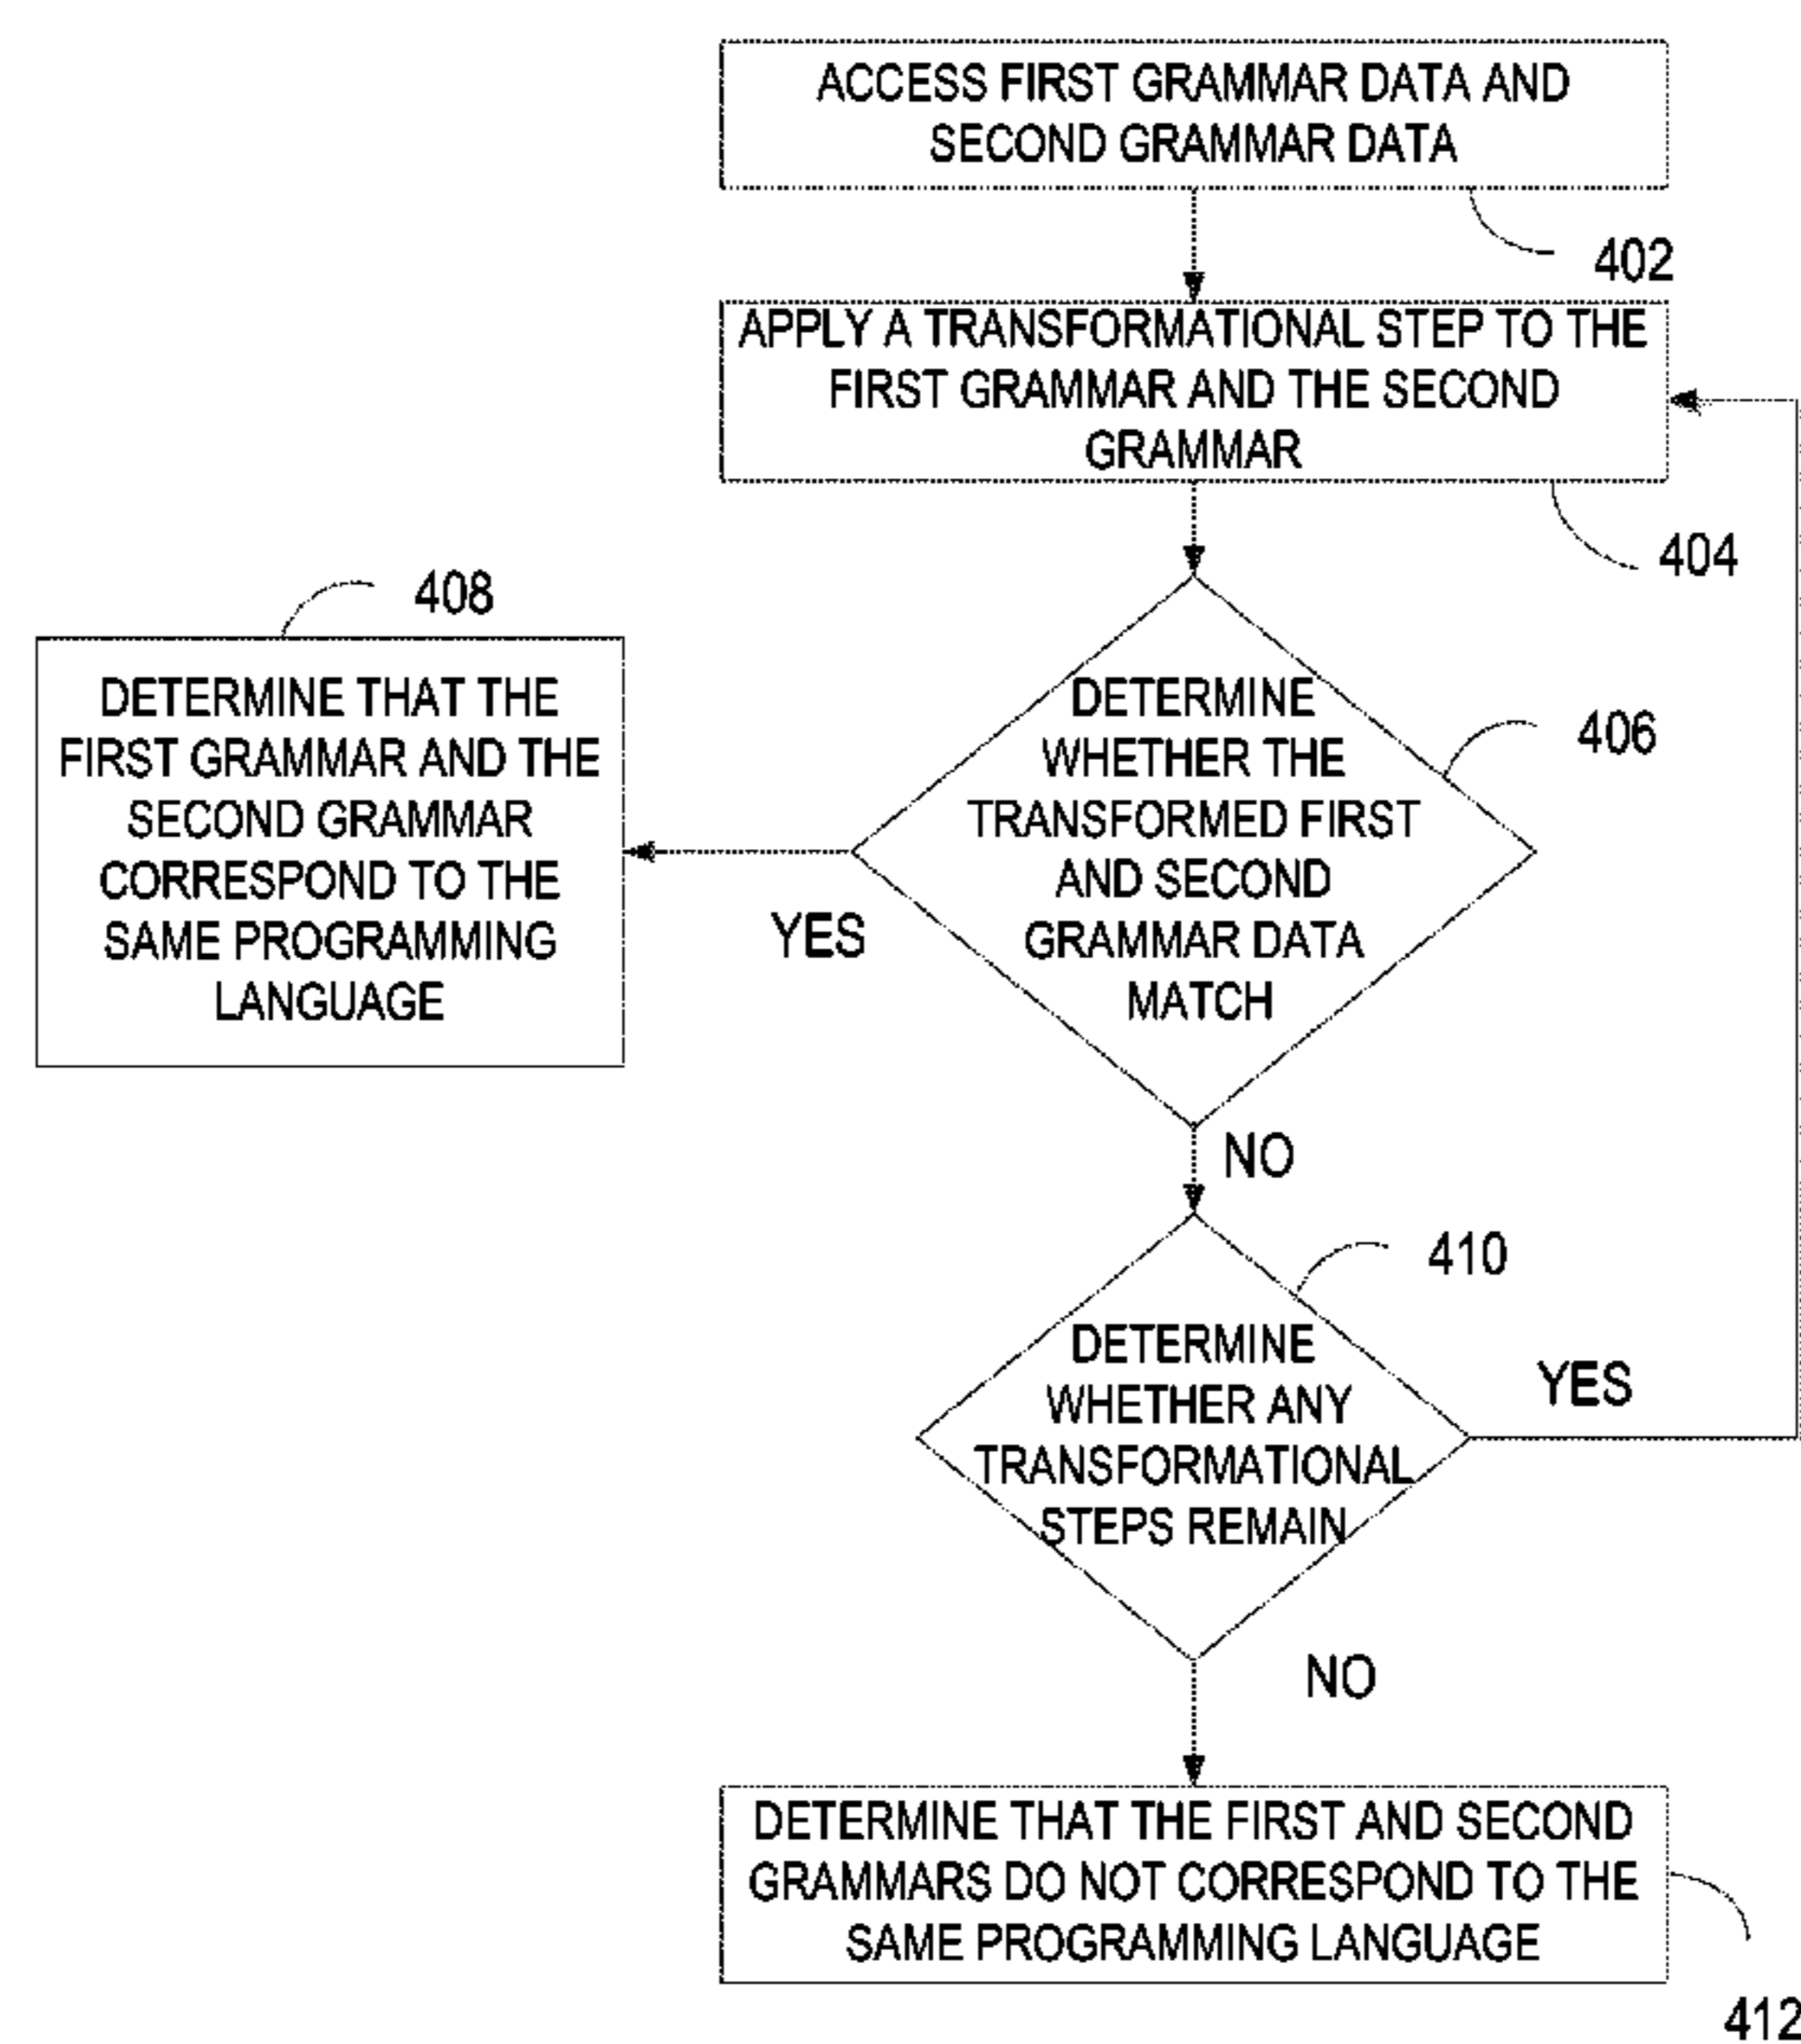 ACCESS FIRST GRAMMAR DATA AND
SECOND GRAMMAR DATA
402
APPLY A TRANSFORMATIONAL STEP TO THE
FIRST GRAMMAR AND THE SECOND
GRAMMAR
404
408
DETERMINE THAT THE
FIRST GRAMMAR AND THE
SECOND GRAMMAR
CORRESPOND TO THE
SAME PROGRAMMING
LANGUAGE
DETERMINE
WHETHER THE
TRANSFORMED FIRST
AND SECOND
GRAMMAR DATA
MATCH
406
YES
NO
410
DETERMINE
WHETHER ANY
TRANSFORMATIONAL
STEPS REMAIN
YES
NO
DETERMINE THAT THE FIRST AND SECOND
GRAMMARS DO NOT CORRESPOND TO THE
SAME PROGRAMMING LANGUAGE
412